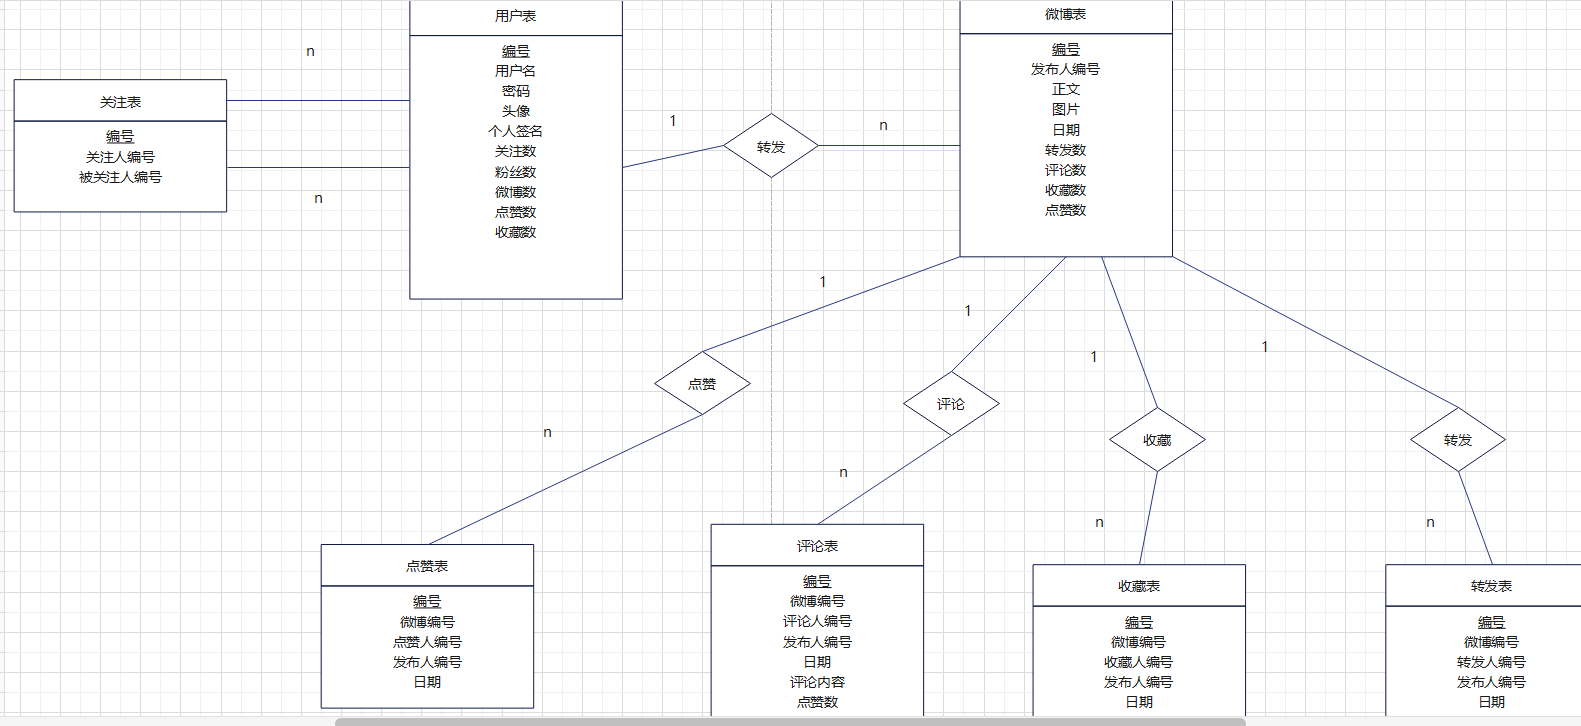 用户表
编号
用户名
密码
头像
个人签名
关注数
粉丝数
微博数
点赞数
收藏数
微博表
编号
发布人编号
正文
图片
日期
转发数
评论数
收藏数
点赞数
n
关注表
编号
关注人编号
被关注人编号
n
1
转发
n
1
1
1
1
点赞
评论
收藏
转发
n
n
n
n
点赞表
编号
微博编号
点赞人编号
发布人编号
日期
评论表
编号
微博编号
评论人编号
发布人编号
日期
评论内容
点赞数
收藏表
编号
微博编号
收藏人编号
发布人编号
日期
转发表
编号
微博编号
转发人编号
发布人编号
日期